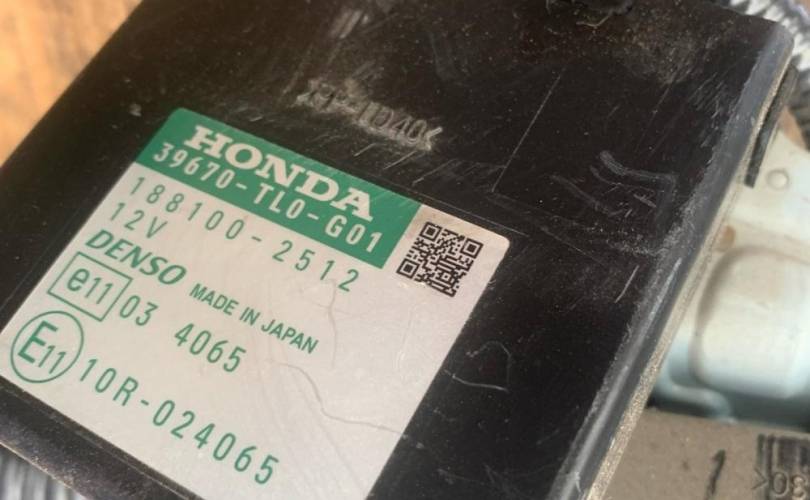 HONDA
39670-TL0-G01
188100-2512
12V
DENSO MADE IN JAPAN
e11 03 4065
E11 10R-024065